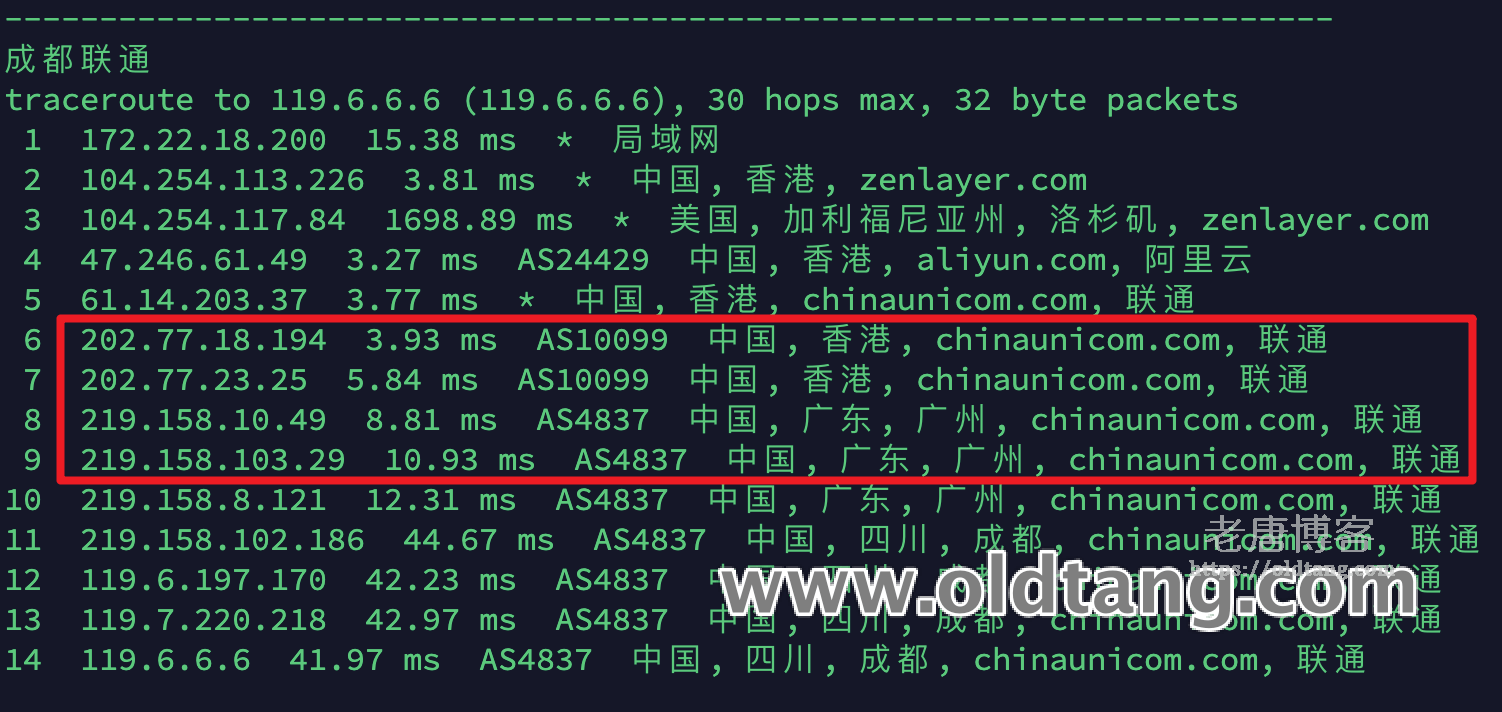 --------------------------------------------------------------------
成都联通
traceroute to 119.6.6.6 (119.6.6.6), 30 hops max, 32 byte packets
1 172.22.18.200 15.38 ms * 局域网
2 104.254.113.226 3.81 ms * 中国, 香港, zenlayer.com
3 104.254.117.84 1698.89 ms * 美国, 加利福尼亚州, 洛杉矶, zenlayer.com
4 47.246.61.49 3.27 ms AS24429 中国, 香港, aliyun.com, 阿里云
5 61.14.203.37 3.77 ms * 中国, 香港, chinaunicom.com, 联通
6 202.77.18.194 3.93 ms AS10099 中国, 香港, chinaunicom.com, 联通
7 202.77.23.25 5.84 ms AS10099 中国, 香港, chinaunicom.com, 联通
8 219.158.10.49 8.81 ms AS4837 中国, 广东, 广州, chinaunicom.com, 联通
9 219.158.103.29 10.93 ms AS4837 中国, 广东, 广州, chinaunicom.com, 联通
10 219.158.8.121 12.31 ms AS4837 中国, 广东, 广州, chinaunicom.com, 联通
11 219.158.102.186 44.67 ms AS4837 中国, 四川, 成都, chinaunicom.com, 联通
老唐博客
12 119.6.197.170 42.23 ms AS4837 中国, 四川, 成都, chinaunicom.com, 联通
https://oldtang.com
www.oldtang.com
13 119.7.220.218 42.97 ms AS4837 中国, 四川, 成都, chinaunicom.com, 联通
14 119.6.6.6 41.97 ms AS4837 中国, 四川, 成都, chinaunicom.com, 联通